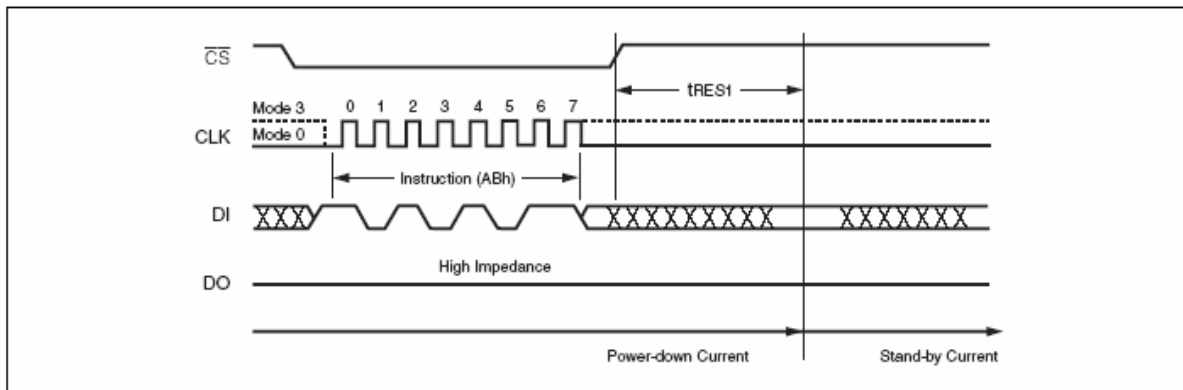 CS
tRES1
Mode 3 0 1 2 3 4 5 6 7
CLK
Mode 0
Instruction (ABh)
DI
High Impedance
DO
Power-down Current Stand-by Current